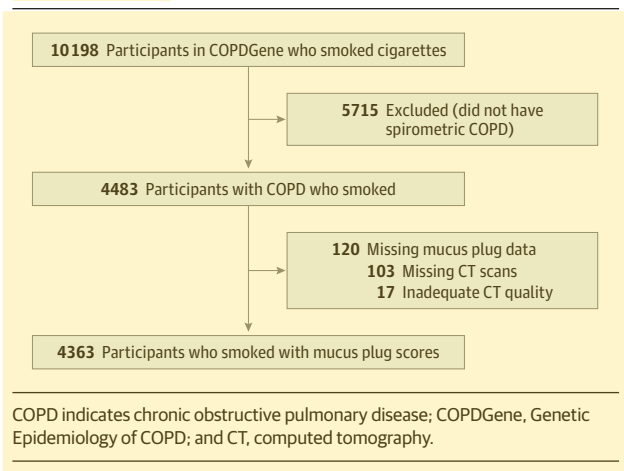 10198 Participants in COPDGene who smoked cigarettes
5715 Excluded (did not have
spirometric COPD)
4483 Participants with COPD who smoked
120 Missing mucus plug data
103 Missing CT scans
17 Inadequate CT quality
4363 Participants who smoked with mucus plug scores
COPD indicates chronic obstructive pulmonary disease; COPDGene, Genetic
Epidemiology of COPD; and CT, computed tomography.